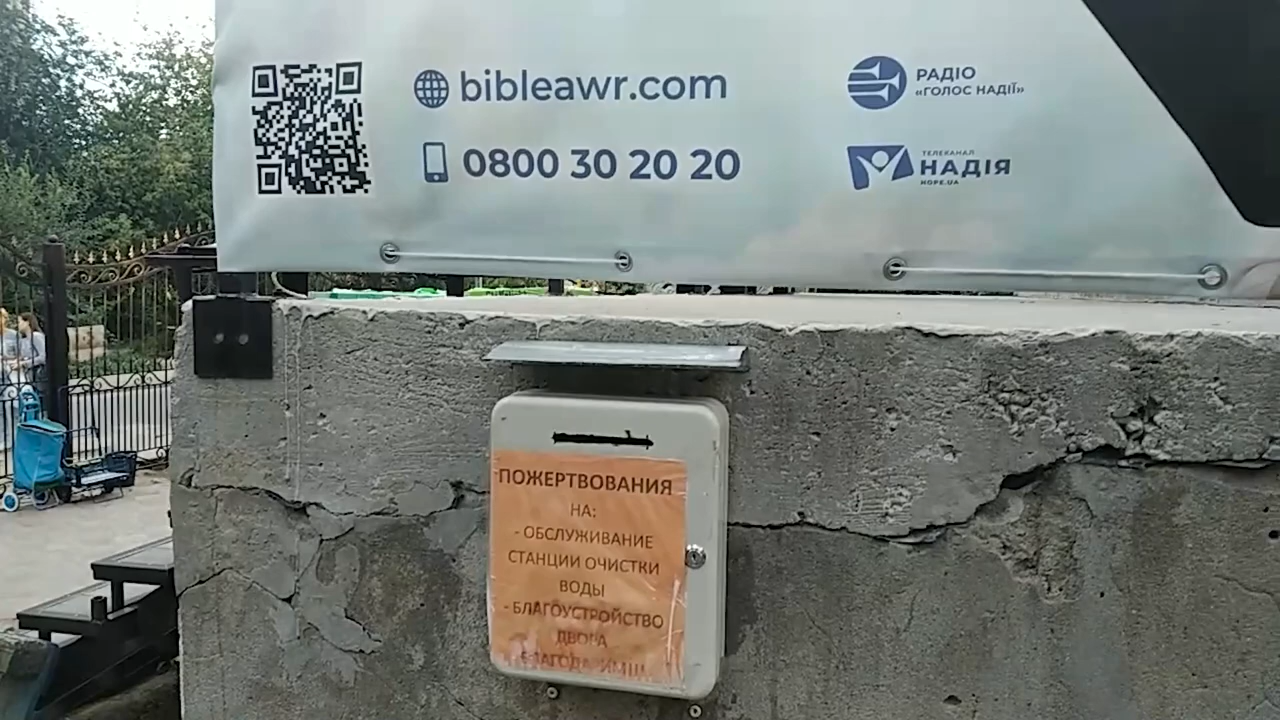 bibleawr.com
0800 30 20 20
РАДІО
«ГОЛОС НАДІЇ»
ТЕЛЕКАНАЛ
НАДІЯ
HOPE.UA
ПОЖЕРТВОВАНИЯ
НА:
- ОБСЛУЖИВАНИЕ
СТАНЦИИ ОЧИСТКИ
ВОДЫ
- БЛАГОУСТРОЙСТВО
ДВОРА
БЛАГОДАРИМ!!!